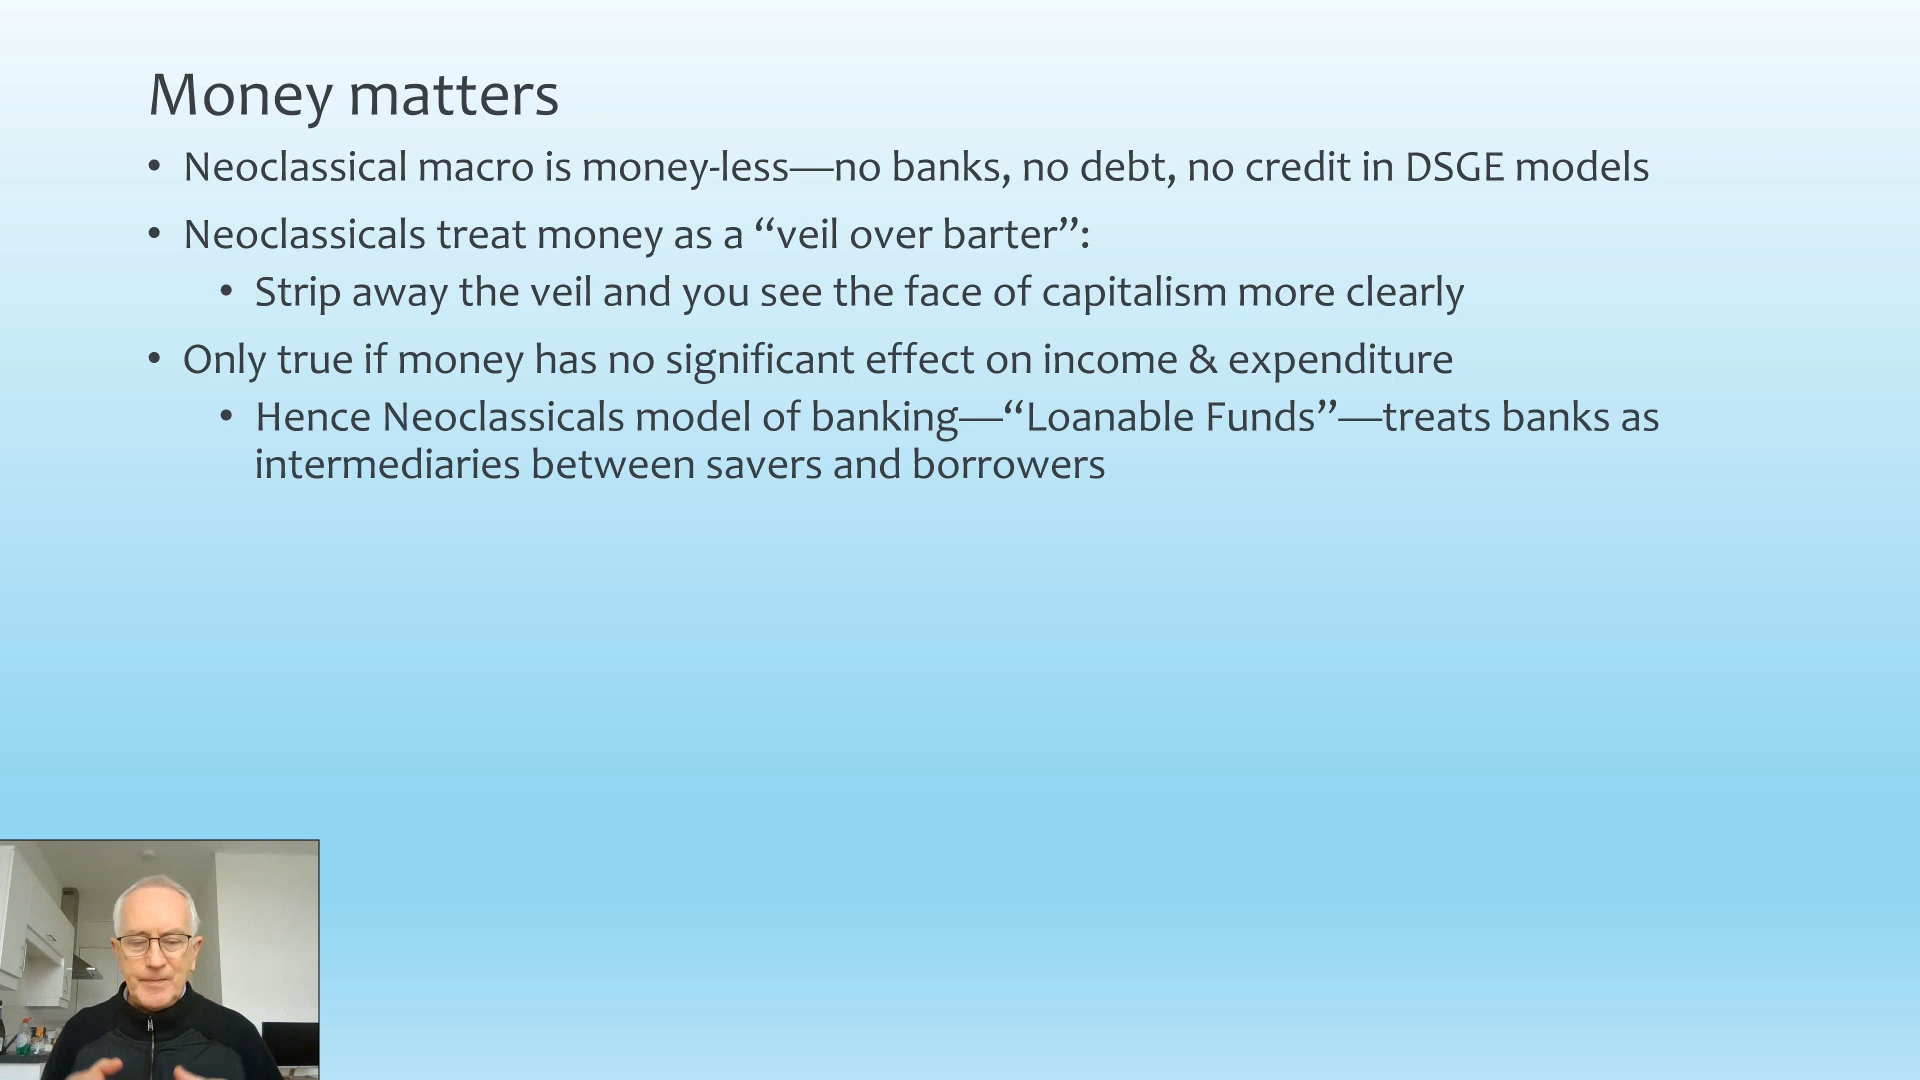 Money matters
• Neoclassical macro is money-less—no banks, no debt, no credit in DSGE models
• Neoclassicals treat money as a “veil over barter”:
• Strip away the veil and you see the face of capitalism more clearly
• Only true if money has no significant effect on income & expenditure
• Hence Neoclassicals model of banking—“Loanable Funds”—treats banks as
intermediaries between savers and borrowers